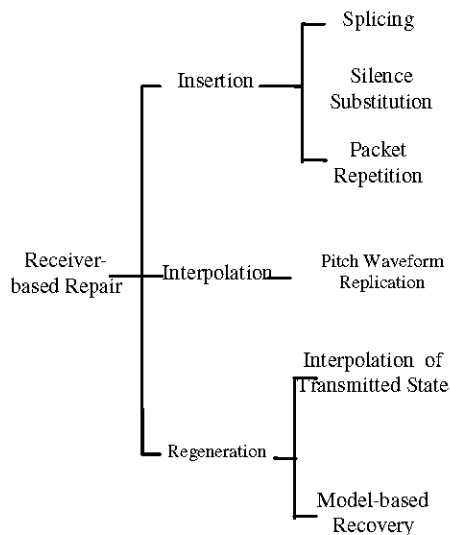 Splicing
Insertion
Silence
Substitution
Packet
Repetition
Receiver-
based Repair
Interpolation
Pitch Waveform
Replication
Interpolation of
Transmitted State
Regeneration
Model-based
Recovery